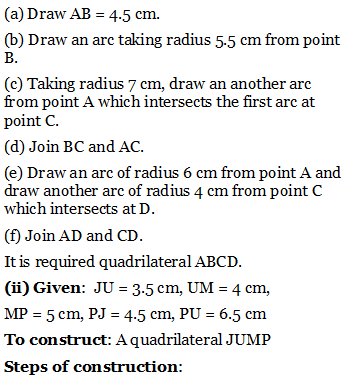 (a) Draw AB = 4.5 cm.
(b) Draw an arc taking radius 5.5 cm from point
B.
(c) Taking radius 7 cm, draw an another arc
from point A which intersects the first arc at
point C.
(d) Join BC and AC.
(e) Draw an arc of radius 6 cm from point A and
draw another arc of radius 4 cm from point C
which intersects at D.
(f) Join AD and CD.
It is required quadrilateral ABCD.
(ii) Given: JU = 3.5 cm, UM = 4 cm,
MP = 5 cm, PJ = 4.5 cm, PU = 6.5 cm
To construct: A quadrilateral JUMP
Steps of construction: